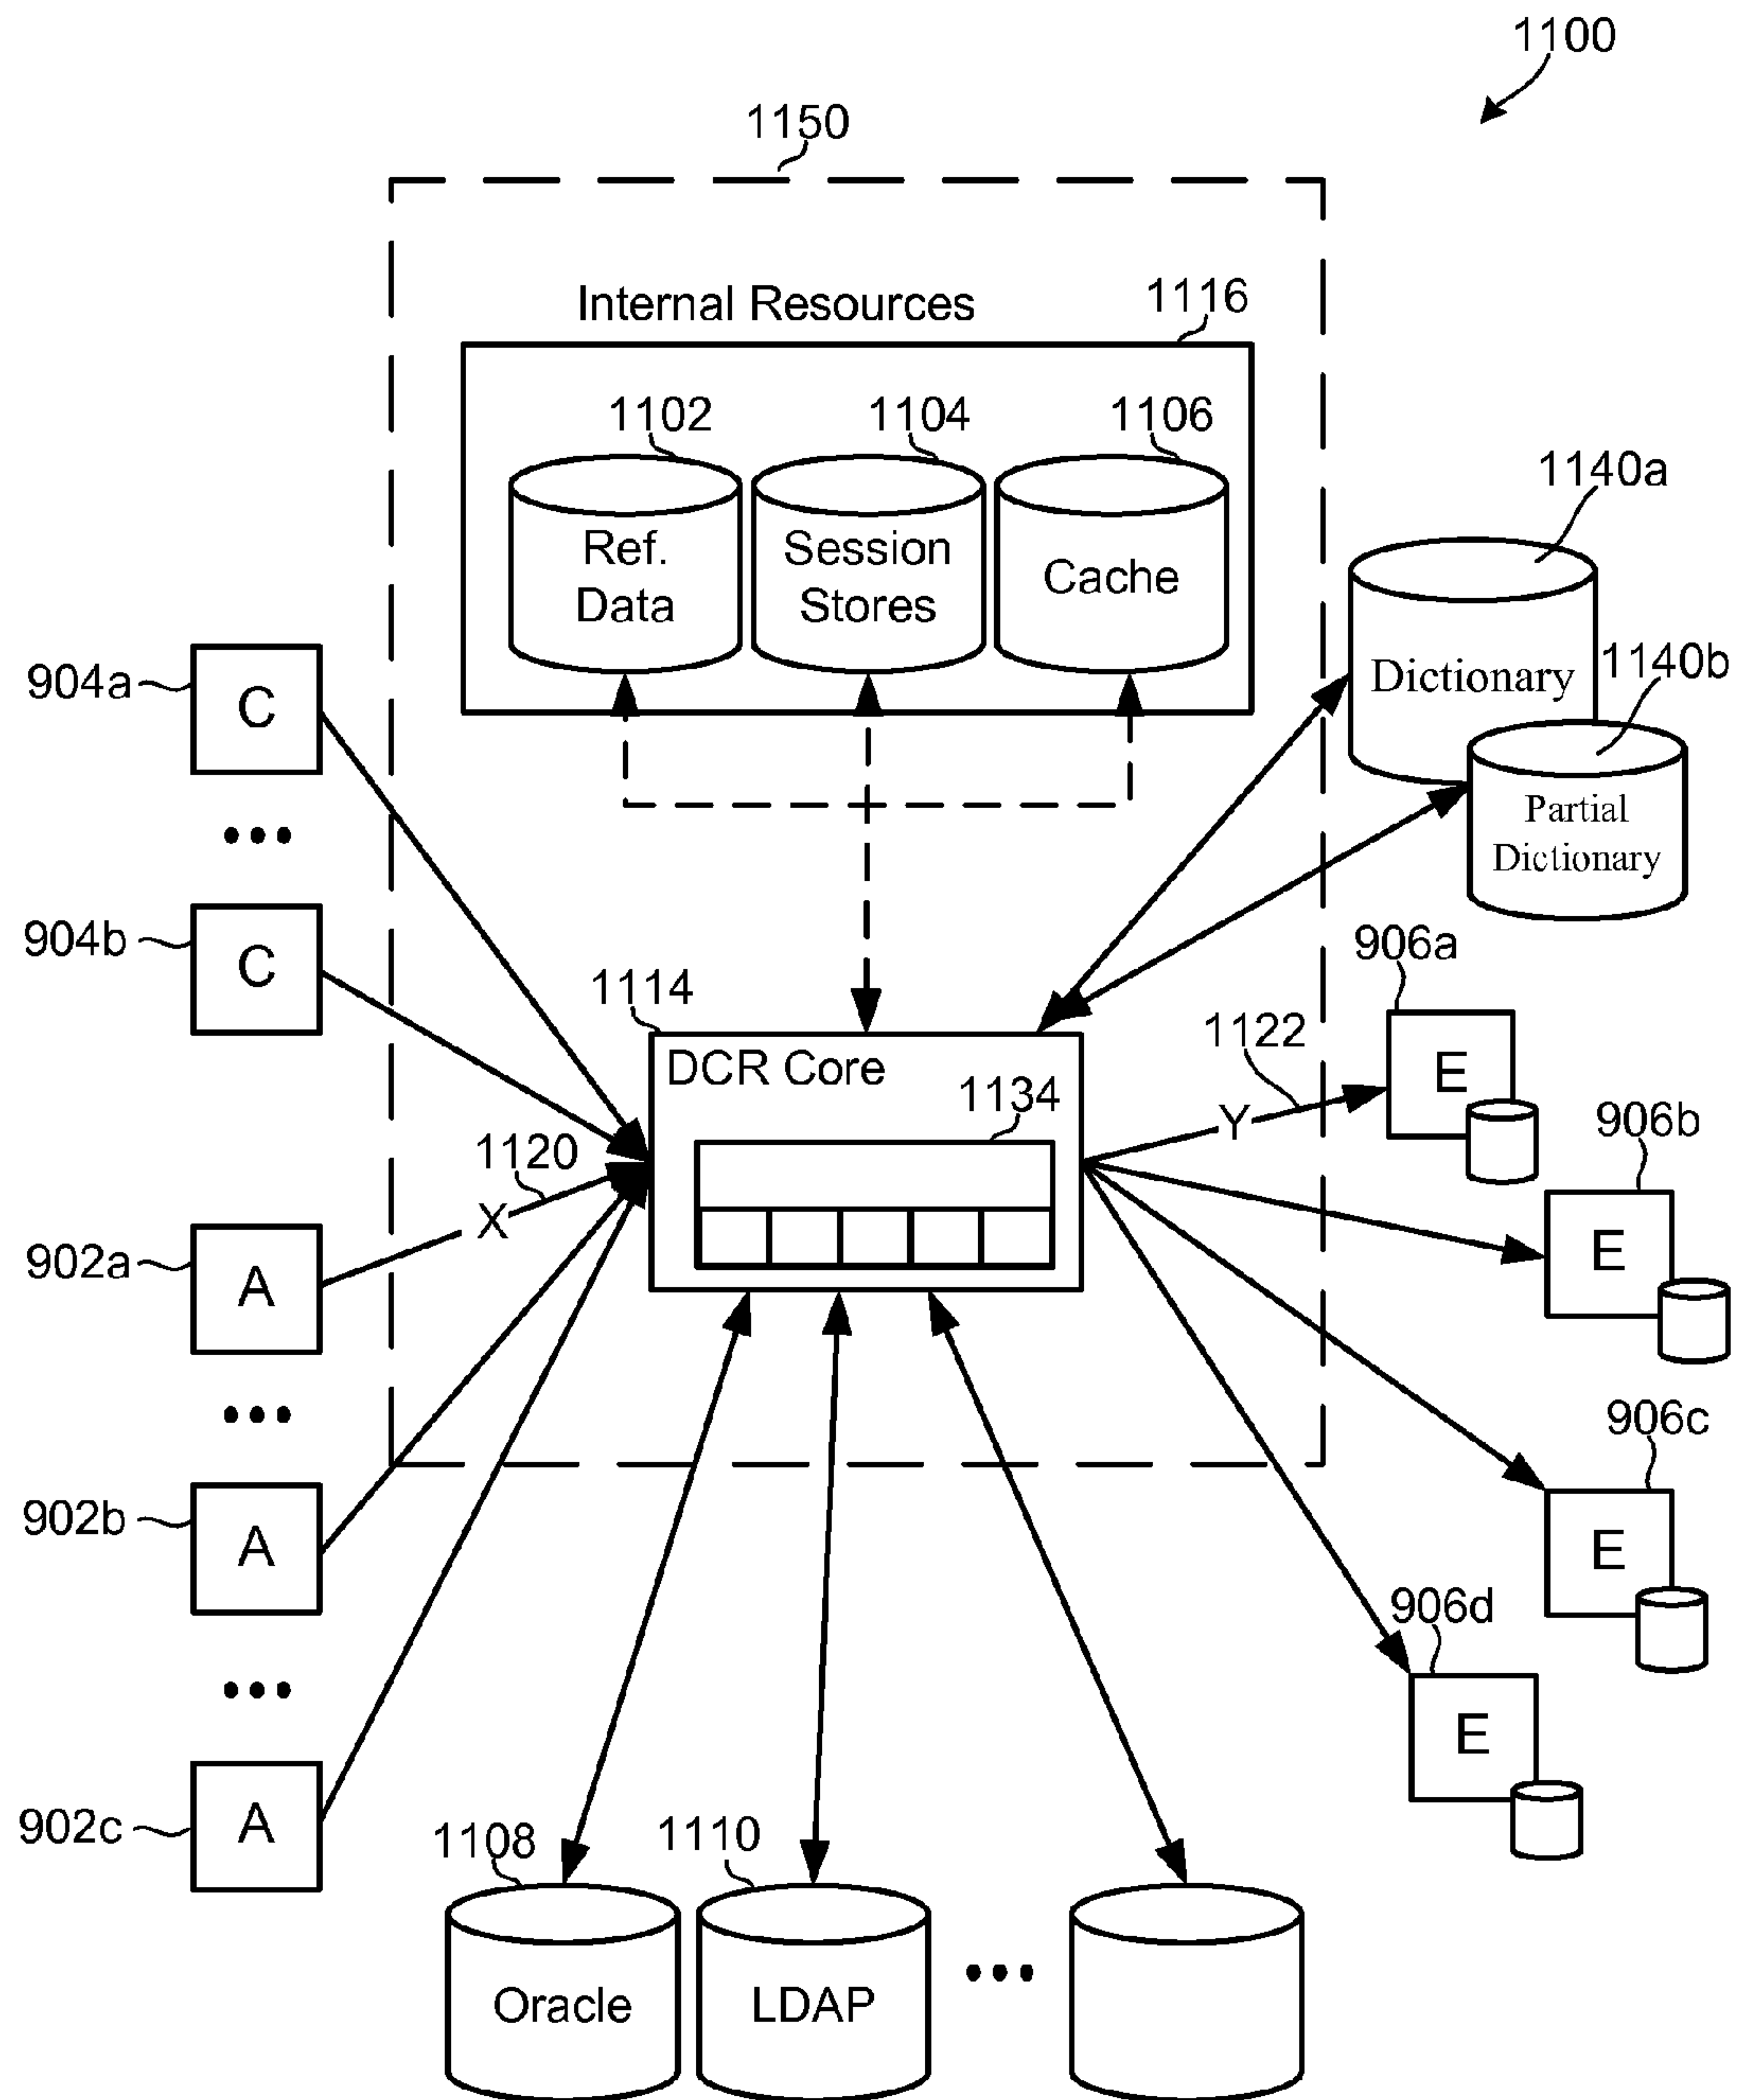 1100
1150
Internal Resources
1116
1102
1104
1106
Ref.
Data
Session
Stores
Cache
1140a
Dictionary
1140b
Partial
Dictionary
904a
C
904b
C
1114
DCR Core
1134
1120
X
1122
Y
906a
E
906b
E
902a
A
906c
E
902b
A
906d
E
902c
A
1108
Oracle
1110
LDAP